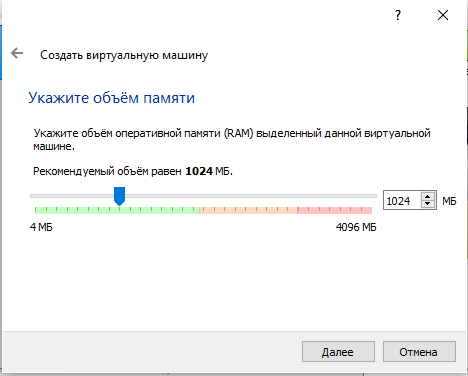 ?
Создать виртуальную машину
Укажите объём памяти
Укажите объём оперативной памяти (RAM) выделенный данной виртуальной
машине.
Рекомендуемый объём равен 1024 МБ.
1024 МБ
4 МБ 4096 МБ
Далее Отмена